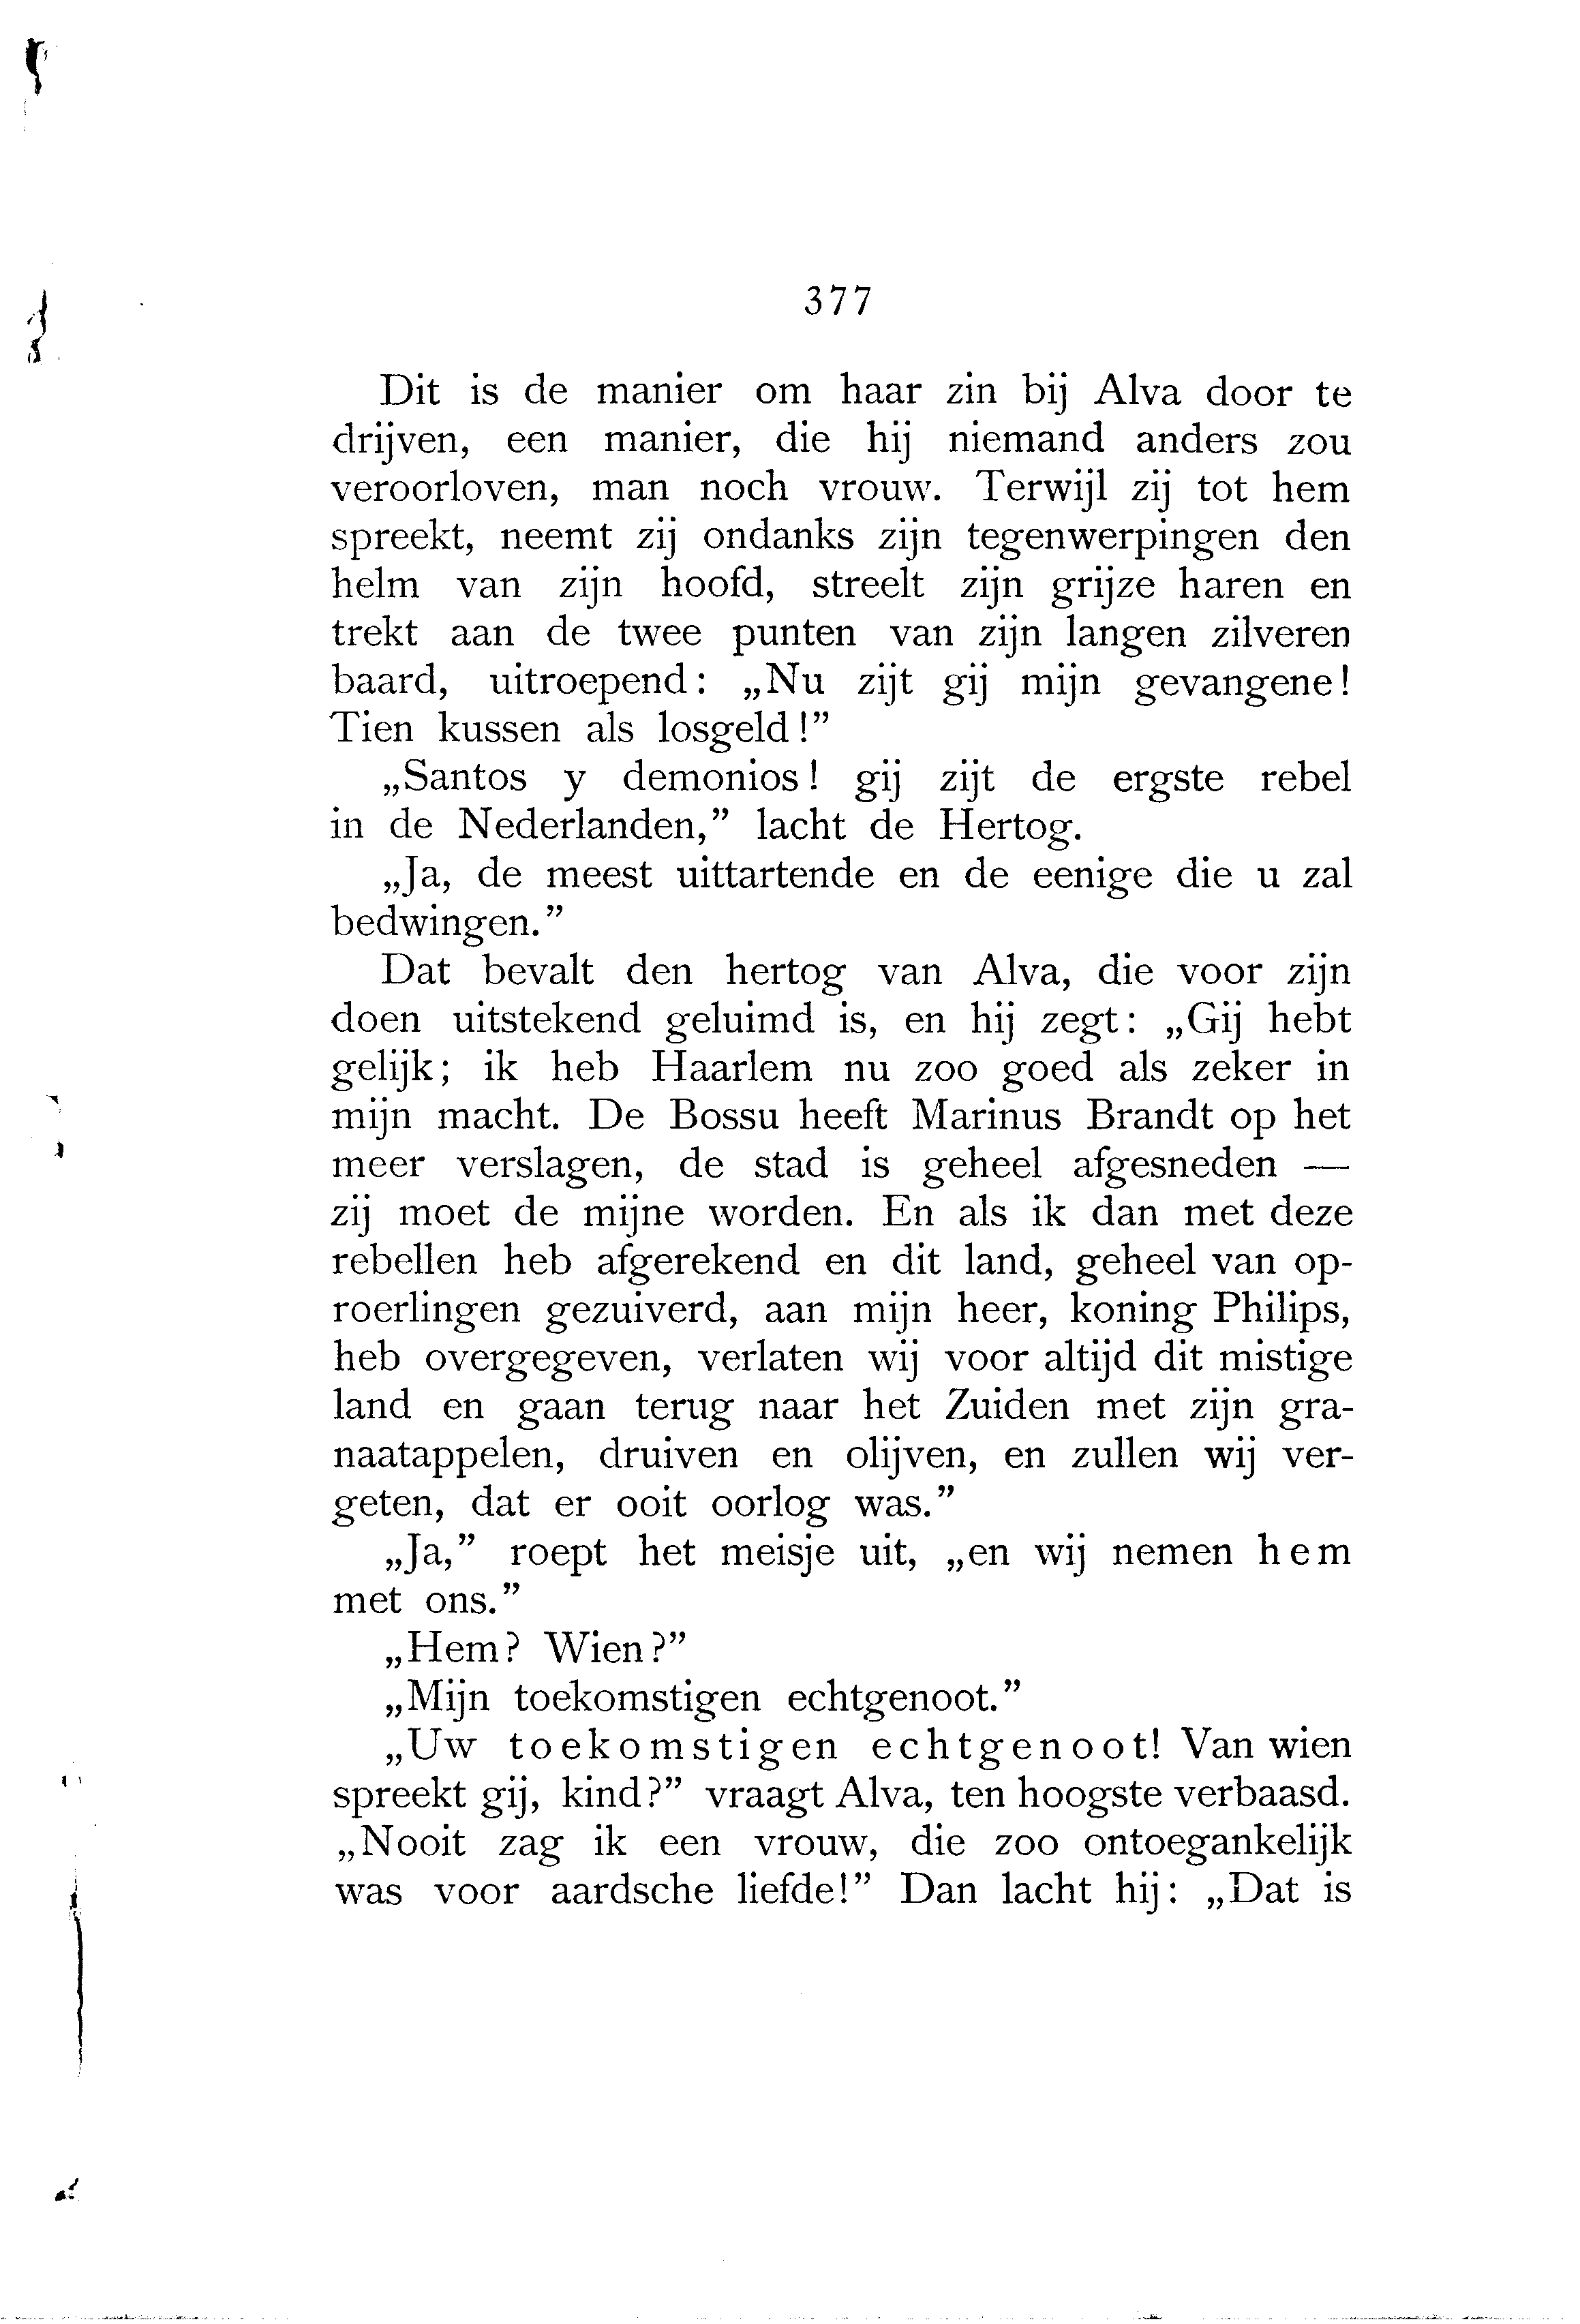 377
Dit is de manier om haar zin bij Alva door te
drijven, een manier, die hij niemand anders zou
veroorloven, man noch vrouw. Terwijl zij tot hem
spreekt, neemt zij ondanks zijn tegenwerpingen den
helm van zijn hoofd, streelt zijn grijze haren en
trekt aan de twee punten van zijn langen zilveren
baard, uitroepend: „Nu zijt gij mijn gevangene!
Tien kussen als losgeld!”
„Santos y demonios! gij zijt de ergste rebel
in de Nederlanden,” lacht de Hertog.
„Ja, de meest uittartende en de eenige die u zal
bedwingen.”
Dat bevalt den hertog van Alva, die voor zijn
doen uitstekend geluimd is, en hij zegt: „Gij hebt
gelijk; ik heb Haarlem nu zoo goed als zeker in
mijn macht. De Bossu heeft Marinus Brandt op het
meer verslagen, de stad is geheel afgesneden —
zij moet de mijne worden. En als ik dan met deze
rebellen heb afgerekend en dit land, geheel van op-
roerlingen gezuiverd, aan mijn heer, koning Philips,
heb overgegeven, verlaten wij voor altijd dit mistige
land en gaan terug naar het Zuiden met zijn gra-
naatappelen, druiven en olijven, en zullen wij ver-
geten, dat er ooit oorlog was.”
„Ja,” roept het meisje uit, „en wij nemen hem
met ons.”
„Hem? Wien?”
„Mijn toekomstigen echtgenoot.”
„Uw toekomstigen echtgenoot! Van wien
spreekt gij, kind?” vraagt Alva, ten hoogste verbaasd.
„Nooit zag ik een vrouw, die zoo ontoegankelijk
was voor aardsche liefde!” Dan lacht hij: „Dat is